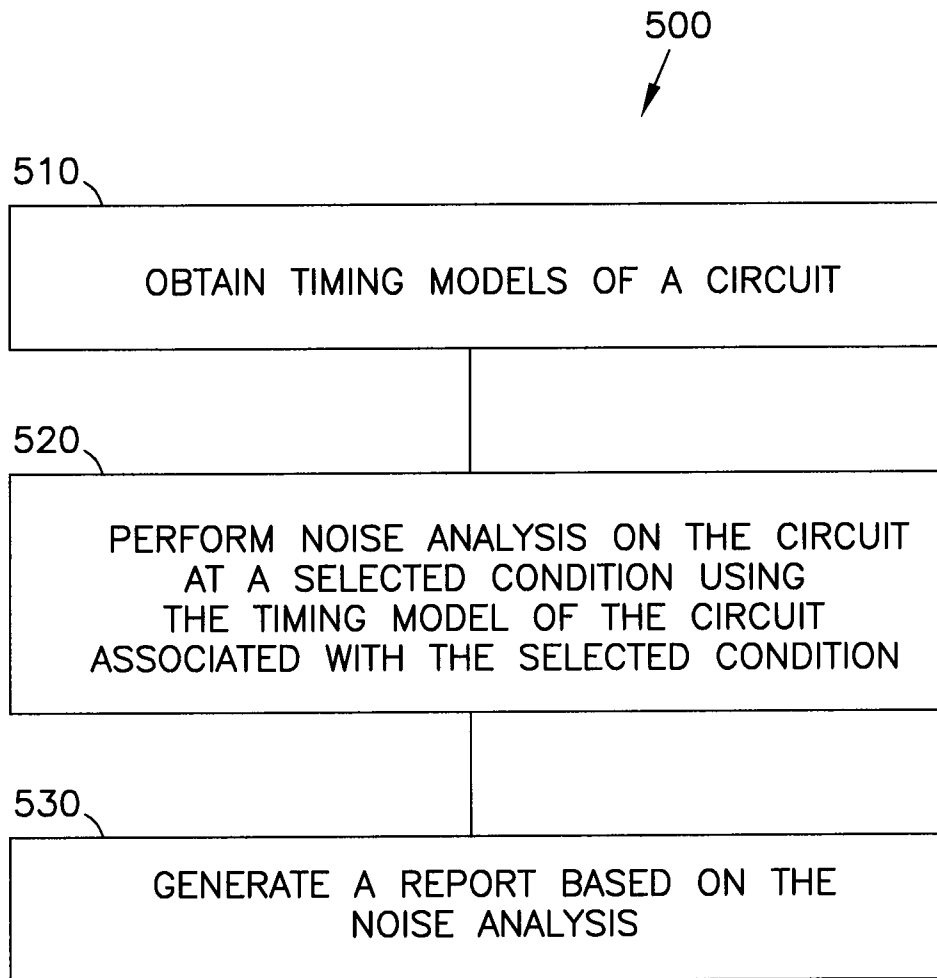 500
510
OBTAIN TIMING MODELS OF A CIRCUIT
520
PERFORM NOISE ANALYSIS ON THE CIRCUIT
AT A SELECTED CONDITION USING
THE TIMING MODEL OF THE CIRCUIT
ASSOCIATED WITH THE SELECTED CONDITION
530
GENERATE A REPORT BASED ON THE
NOISE ANALYSIS